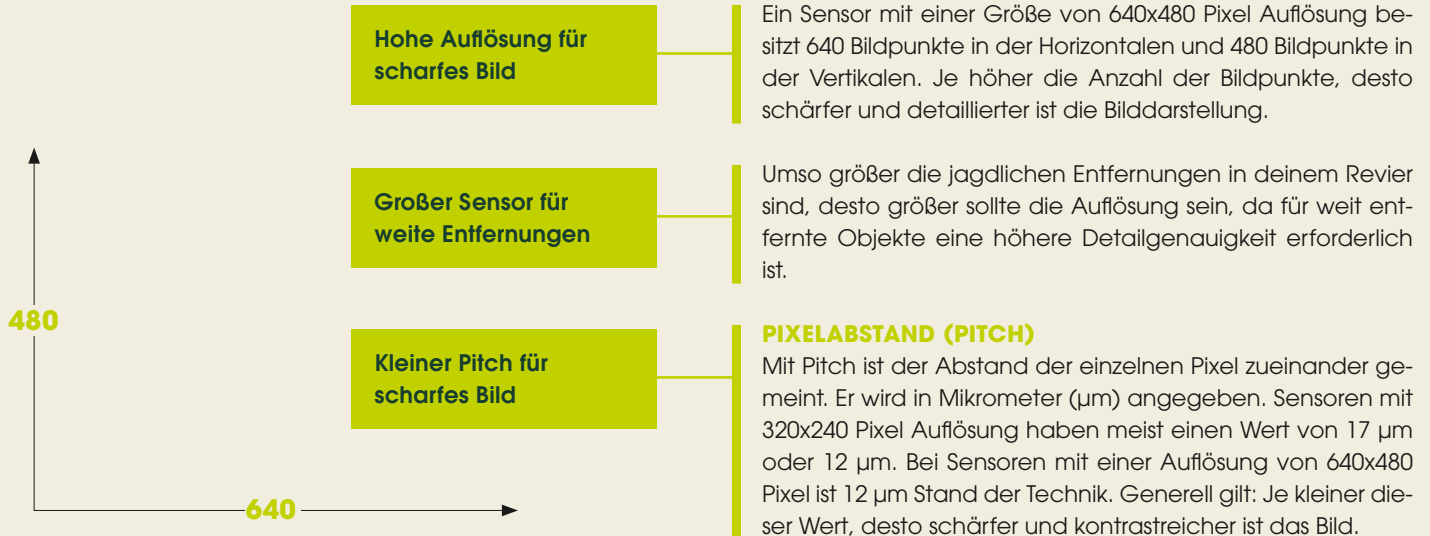 Hohe Auflösung für
scharfes Bild
Ein Sensor mit einer Größe von 640x480 Pixel Auflösung be-
sitzt 640 Bildpunkte in der Horizontalen und 480 Bildpunkte in
der Vertikalen. Je höher die Anzahl der Bildpunkte, desto
schärfer und detaillierter ist die Bilddarstellung.
Großer Sensor für
weite Entfernungen
Umso größer die jagdlichen Entfernungen in deinem Revier
sind, desto größer sollte die Auflösung sein, da für weit ent-
fernte Objekte eine höhere Detailgenauigkeit erforderlich
ist.
480
640
Kleiner Pitch für
scharfes Bild
PIXELABSTAND (PITCH)
Mit Pitch ist der Abstand der einzelnen Pixel zueinander ge-
meint. Er wird in Mikrometer (µm) angegeben. Sensoren mit
320x240 Pixel Auflösung haben meist einen Wert von 17 µm
oder 12 µm. Bei Sensoren mit einer Auflösung von 640x480
Pixel ist 12 µm Stand der Technik. Generell gilt: Je kleiner die-
ser Wert, desto schärfer und kontrastreicher ist das Bild.